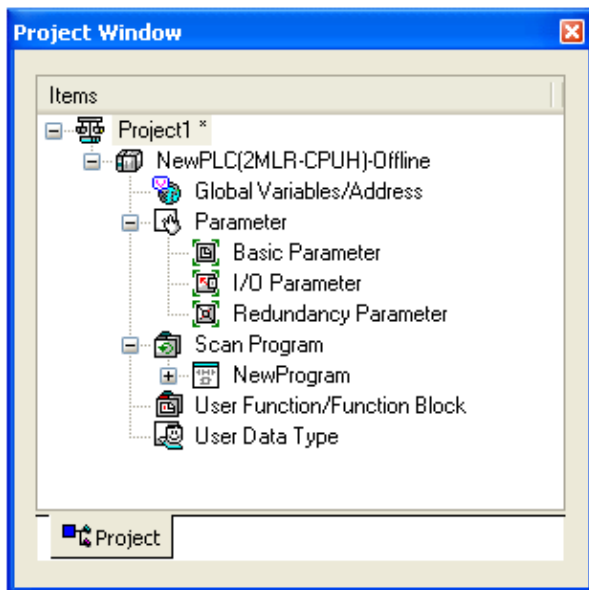 Project Window
Items
Project1 *
NewPLC(2MLR-CPUH)-Offline
Global Variables/Address
Parameter
Basic Parameter
I/O Parameter
Redundancy Parameter
Scan Program
NewProgram
User Function/Function Block
User Data Type
Project